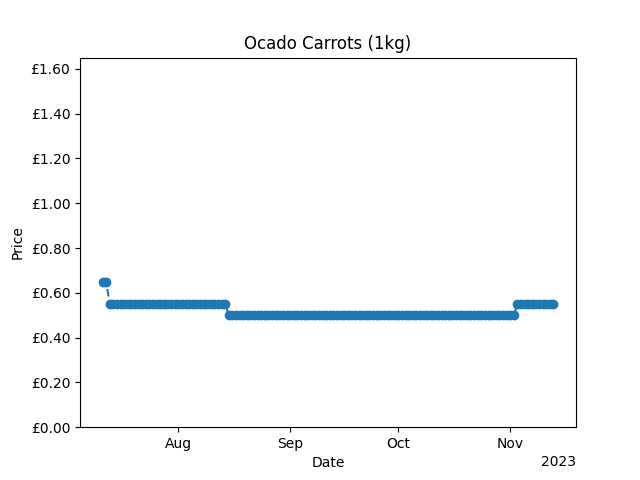 Ocado Carrots (1kg)
£1.60
£1.40
£1.20
£1.00
£0.80
£0.60
£0.40
£0.20
£0.00
Price
Aug Sep Oct Nov
Date
2023